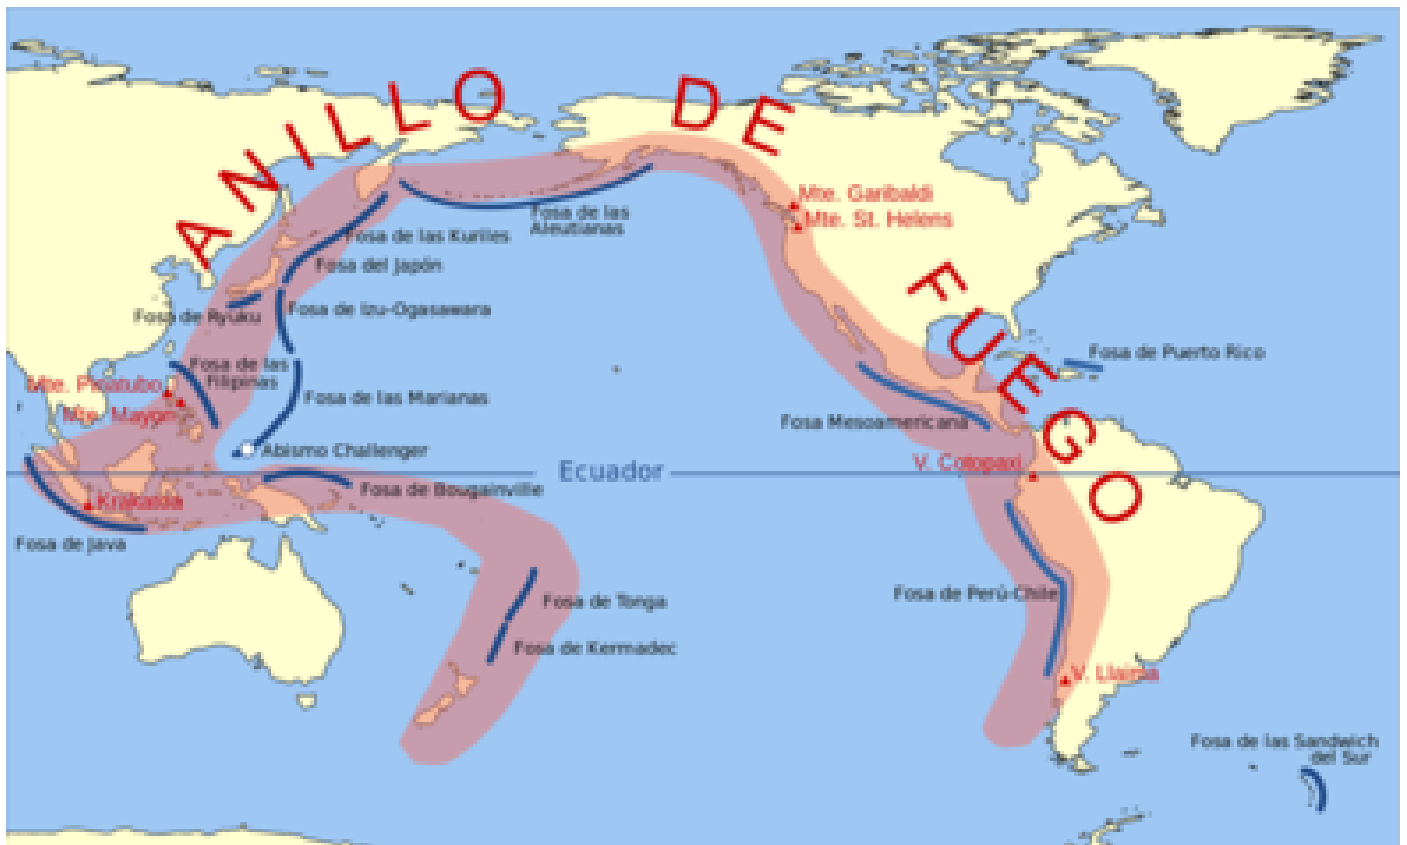 ANILLO DE FUEGO
Mte. Garibaldi
Mte. St. Helens
Fosa de las
Aleutianas
Fosa de las Kuriles
Fosa del Japón
Fosa de Izu-Ogasawara
Fosa de Ryuku
Fosa de las
Filipinas
Fosa de Puerto Rico
Mte. Pinatubo
Mte. Mayon
Fosa de las Marianas
Fosa Mesoamericana
Abismo Challenger
Ecuador
V. Cotopaxi
Krakatoa
Fosa de Bougainville
Fosa de Java
Fosa de Tonga
Fosa de Perú-Chile
Fosa de Kermadec
V. Llaima
Fosa de las Sandwich
del Sur